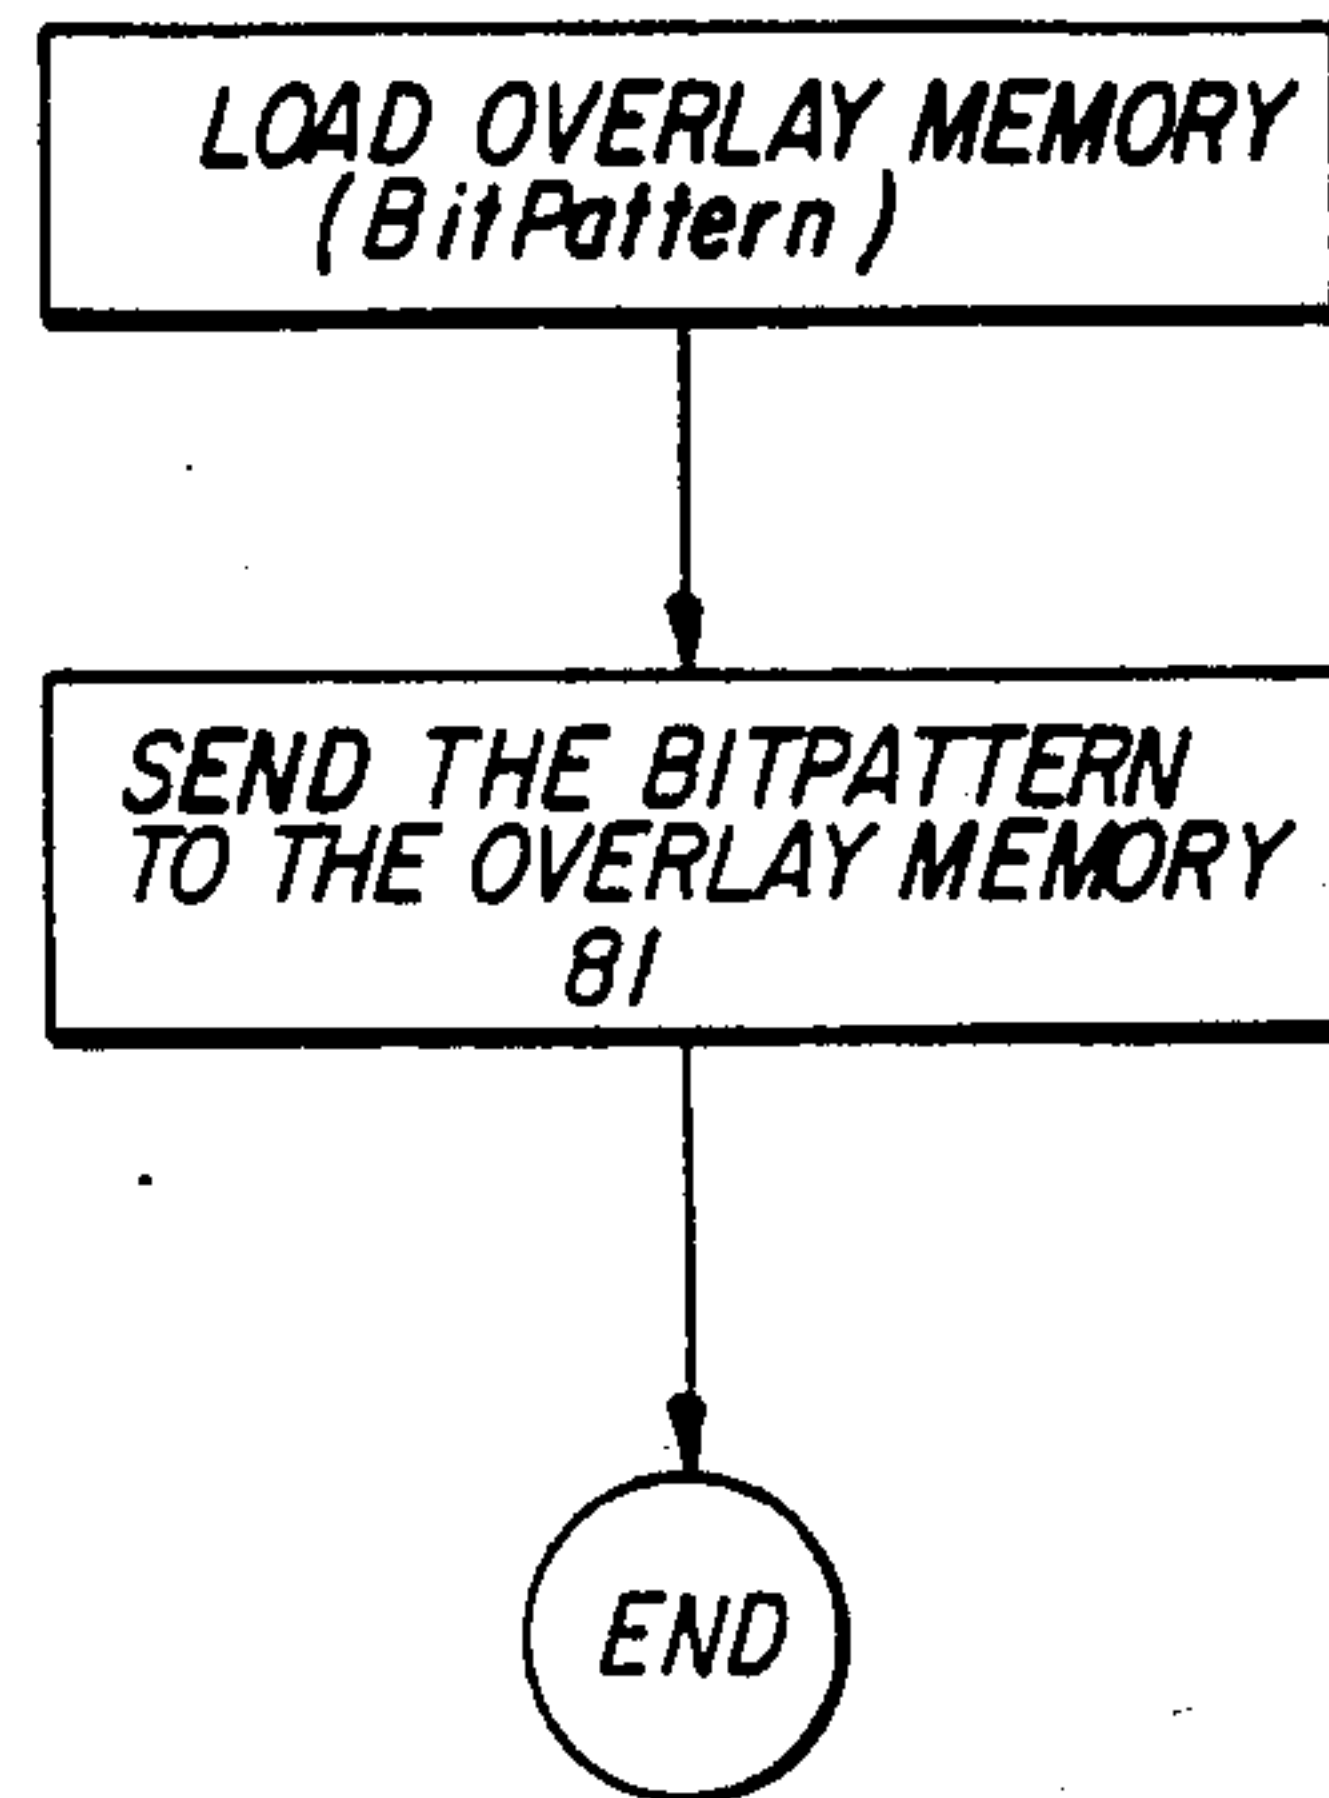 LOAD OVERLAY MEMORY
(BitPattern)
SEND THE BITPATTERN
TO THE OVERLAY MEMORY
81
END